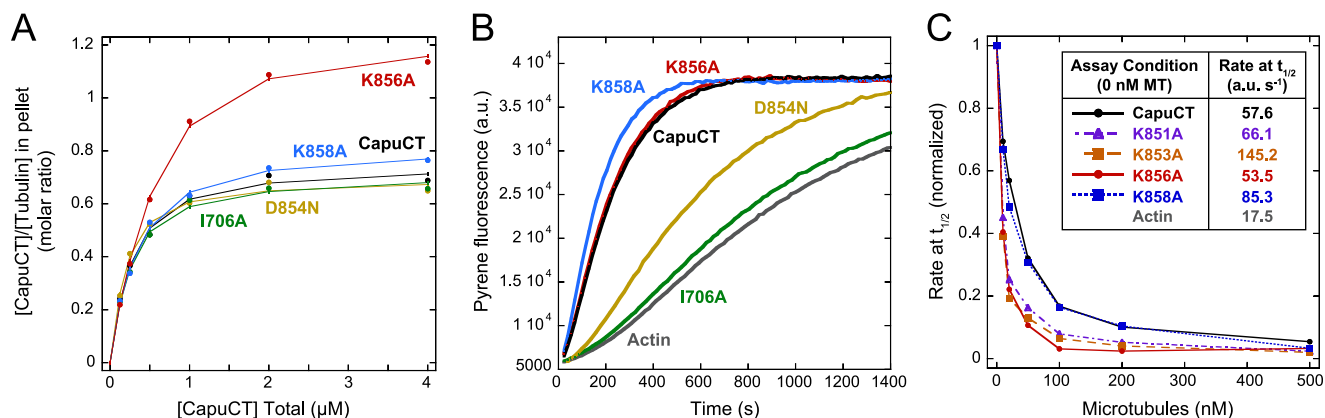 A
[CapuCT]/[Tubulin] in pellet
(molar ratio)
1.2
1
0.8
0.6
0.4
0.2
0
K856A
CapuCT
K858A
D854N
I706A
0
1
2
3
4
[CapuCT] Total (µM)
B
Pyrene fluorescence (a.u.)
4 10⁴
3.5 10⁴
3 10⁴
2.5 10⁴
2 10⁴
1.5 10⁴
1 10⁴
5000
K858A
K856A
CapuCT
D854N
I706A
Actin
0
200
400
600
800
1000
1200
1400
Time (s)
C
Rate at t1/2 (normalized)
1
0.8
0.6
0.4
0.2
0
Assay Condition Rate at t1/2
(0 nM MT) (a.u. s⁻¹)
CapuCT 57.6
K851A 66.1
K853A 145.2
K856A 53.5
K858A 85.3
Actin 17.5
0
100
200
300
400
500
Microtubules (nM)